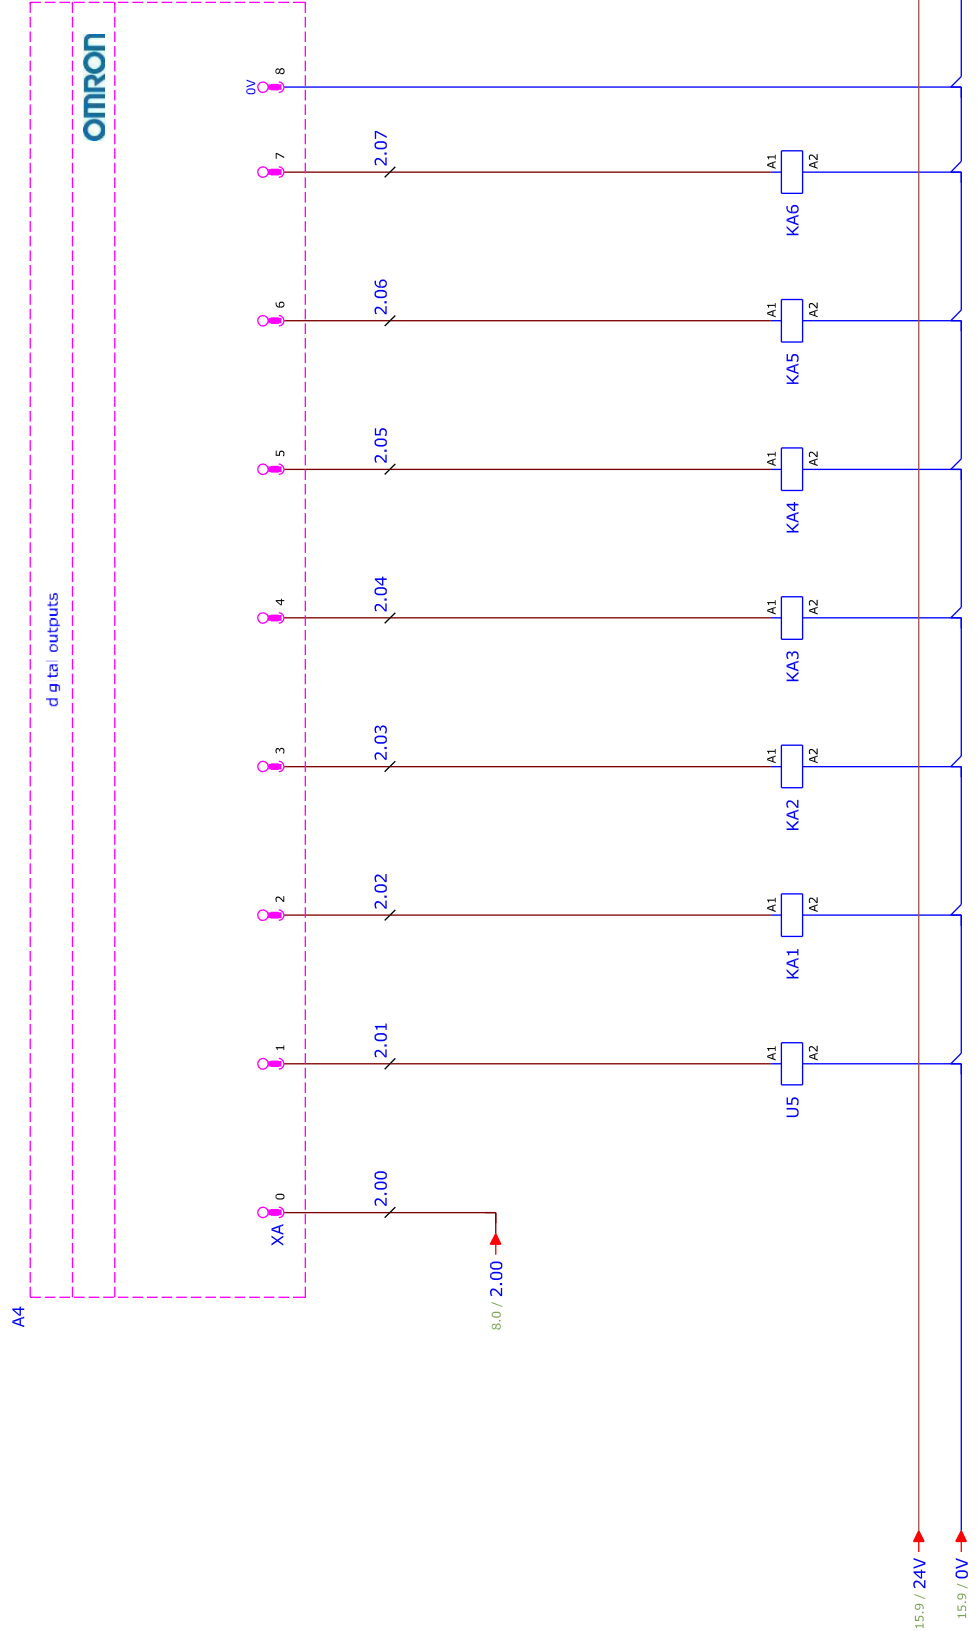 A4
d g tal outputs
OMRON
0V
XA 0 1 2 3 4 5 6 7 8
2.00 2.01 2.02 2.03 2.04 2.05 2.06 2.07
8.0 / 2.00
A1 A1 A1 A1 A1 A1 A1
U5 KA1 KA2 KA3 KA4 KA5 KA6
A2 A2 A2 A2 A2 A2 A2
15.9 / 24V
15.9 / 0V